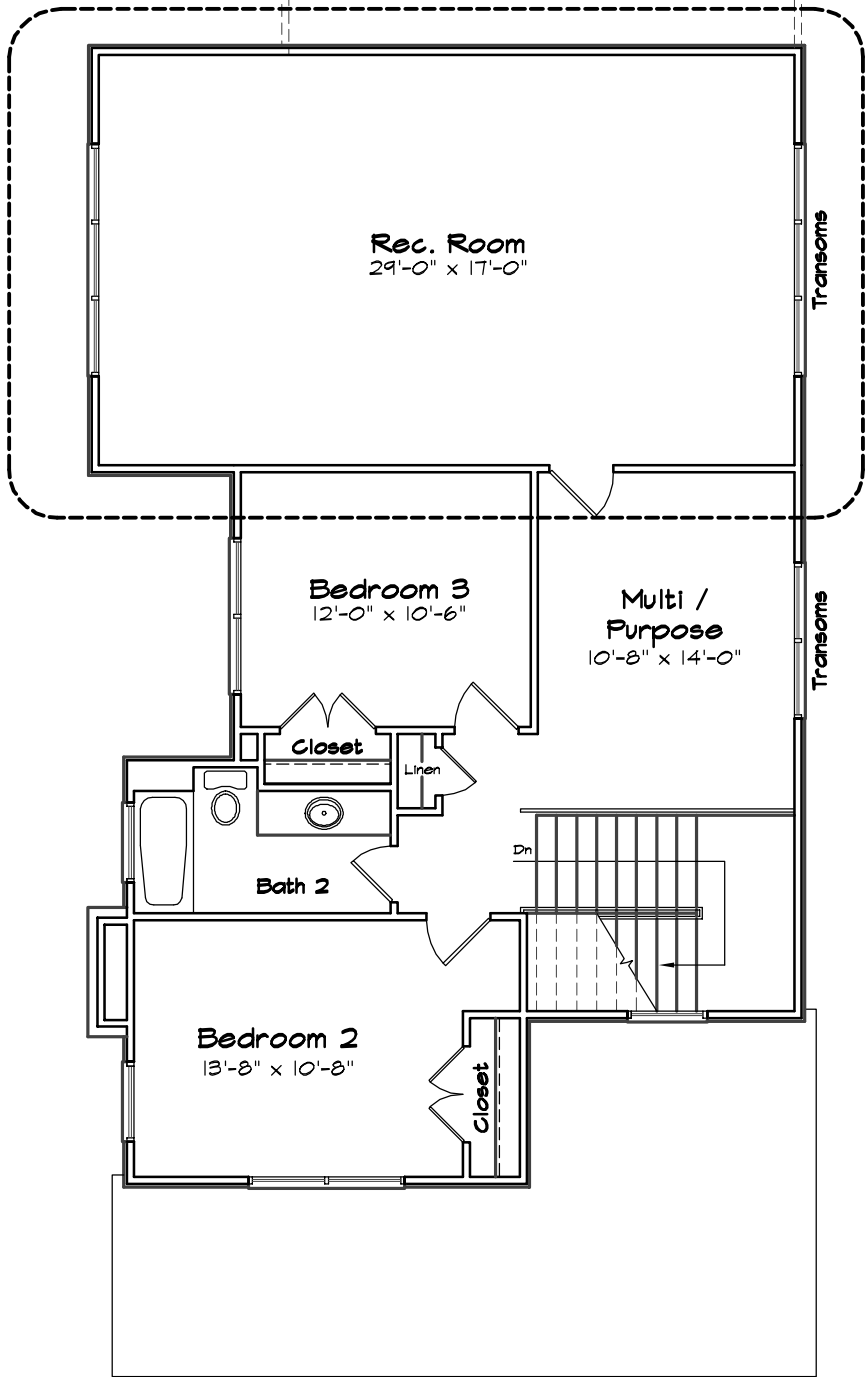 Rec. Room
29'-0" x 17'-0"
Transoms
Bedroom 3
12'-0" x 10'-6"
Multi /
Purpose
10'-8" x 14'-0"
Transoms
Closet
Linen
Dn
Bath 2
Bedroom 2
13'-8" x 10'-8"
Closet